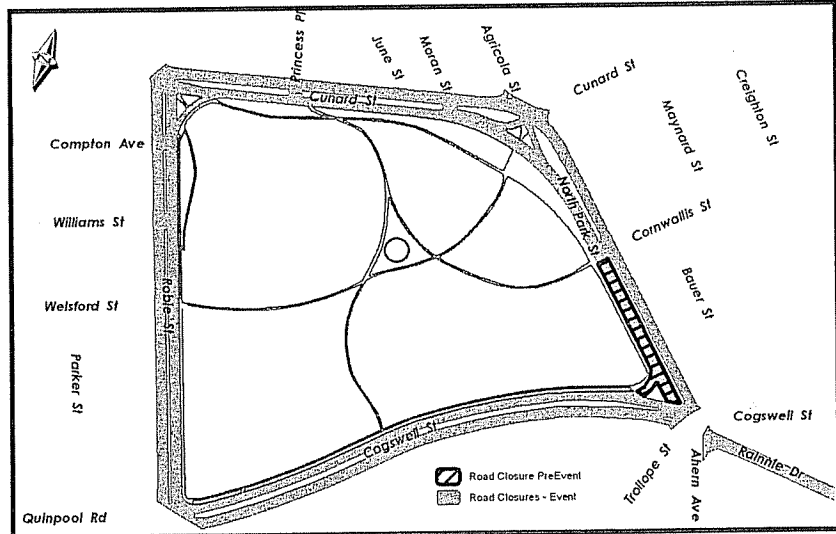 Princess Pl
June St
Moran St
Agricola St
Cunard St
Creighton St
Maynard St
Cunard St
Compton Ave
North Park St
Cornwallis St
Williams St
Bauer St
Robie St
Welsford St
Parker St
Cogswell St
Cogswell St
Trollope St
Ahern Ave
Rainnie Dr
Road Closure PreEvent
Road Closures - Event
Quinpool Rd